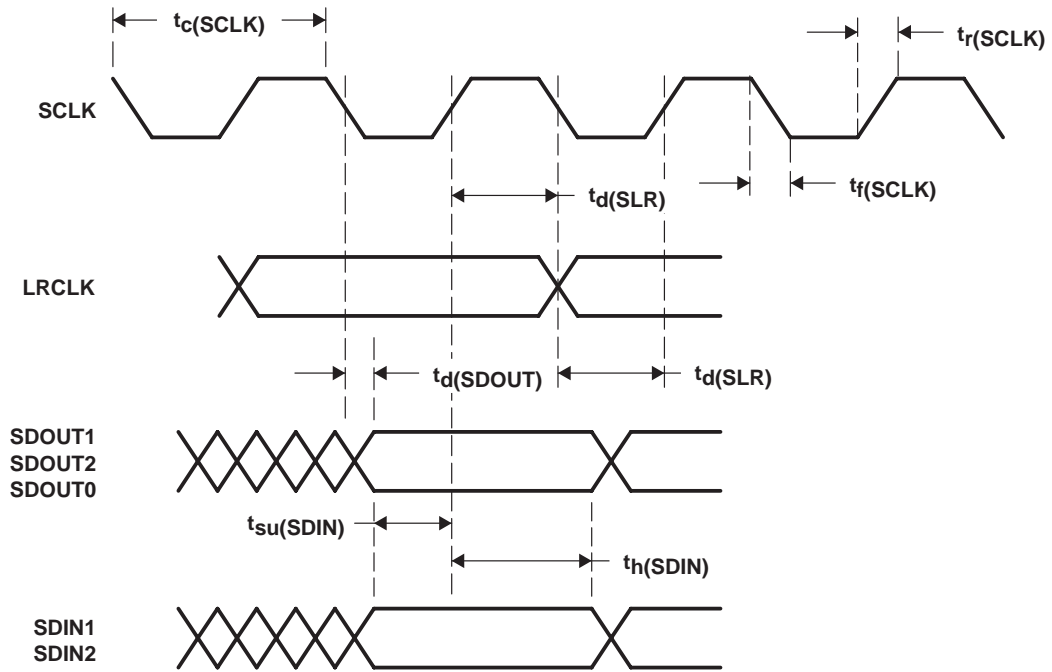 tc(SCLK)
tr(SCLK)
SCLK
td(SLR)
tf(SCLK)
LRCLK
td(SDOUT)
td(SLR)
SDOUT1
SDOUT2
SDOUT0
tsu(SDIN)
th(SDIN)
SDIN1
SDIN2